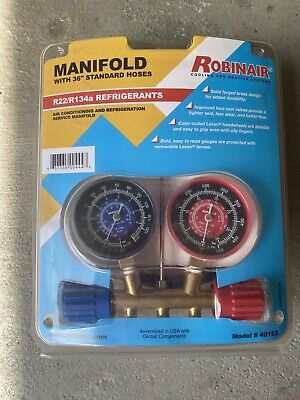 MANIFOLD
WITH 36" STANDARD HOSES
R22/R134a REFRIGERANTS
AIR CONDITIONING AND REFRIGERATION
SERVICE MANIFOLD
ROBINAIR
COOLING AND HEATING SYSTEMS
Solid forged brass design
for added durability.
Improved face seal valves provide a
tighter seal, less wear, and better flow.
Color coded Lexan® handwheels are durable
and easy to grip even with oily fingers.
Solid, easy to read gauges are protected with
removable Lexan® lenses.
Assembled in USA with
Global Components.
Model # 40153